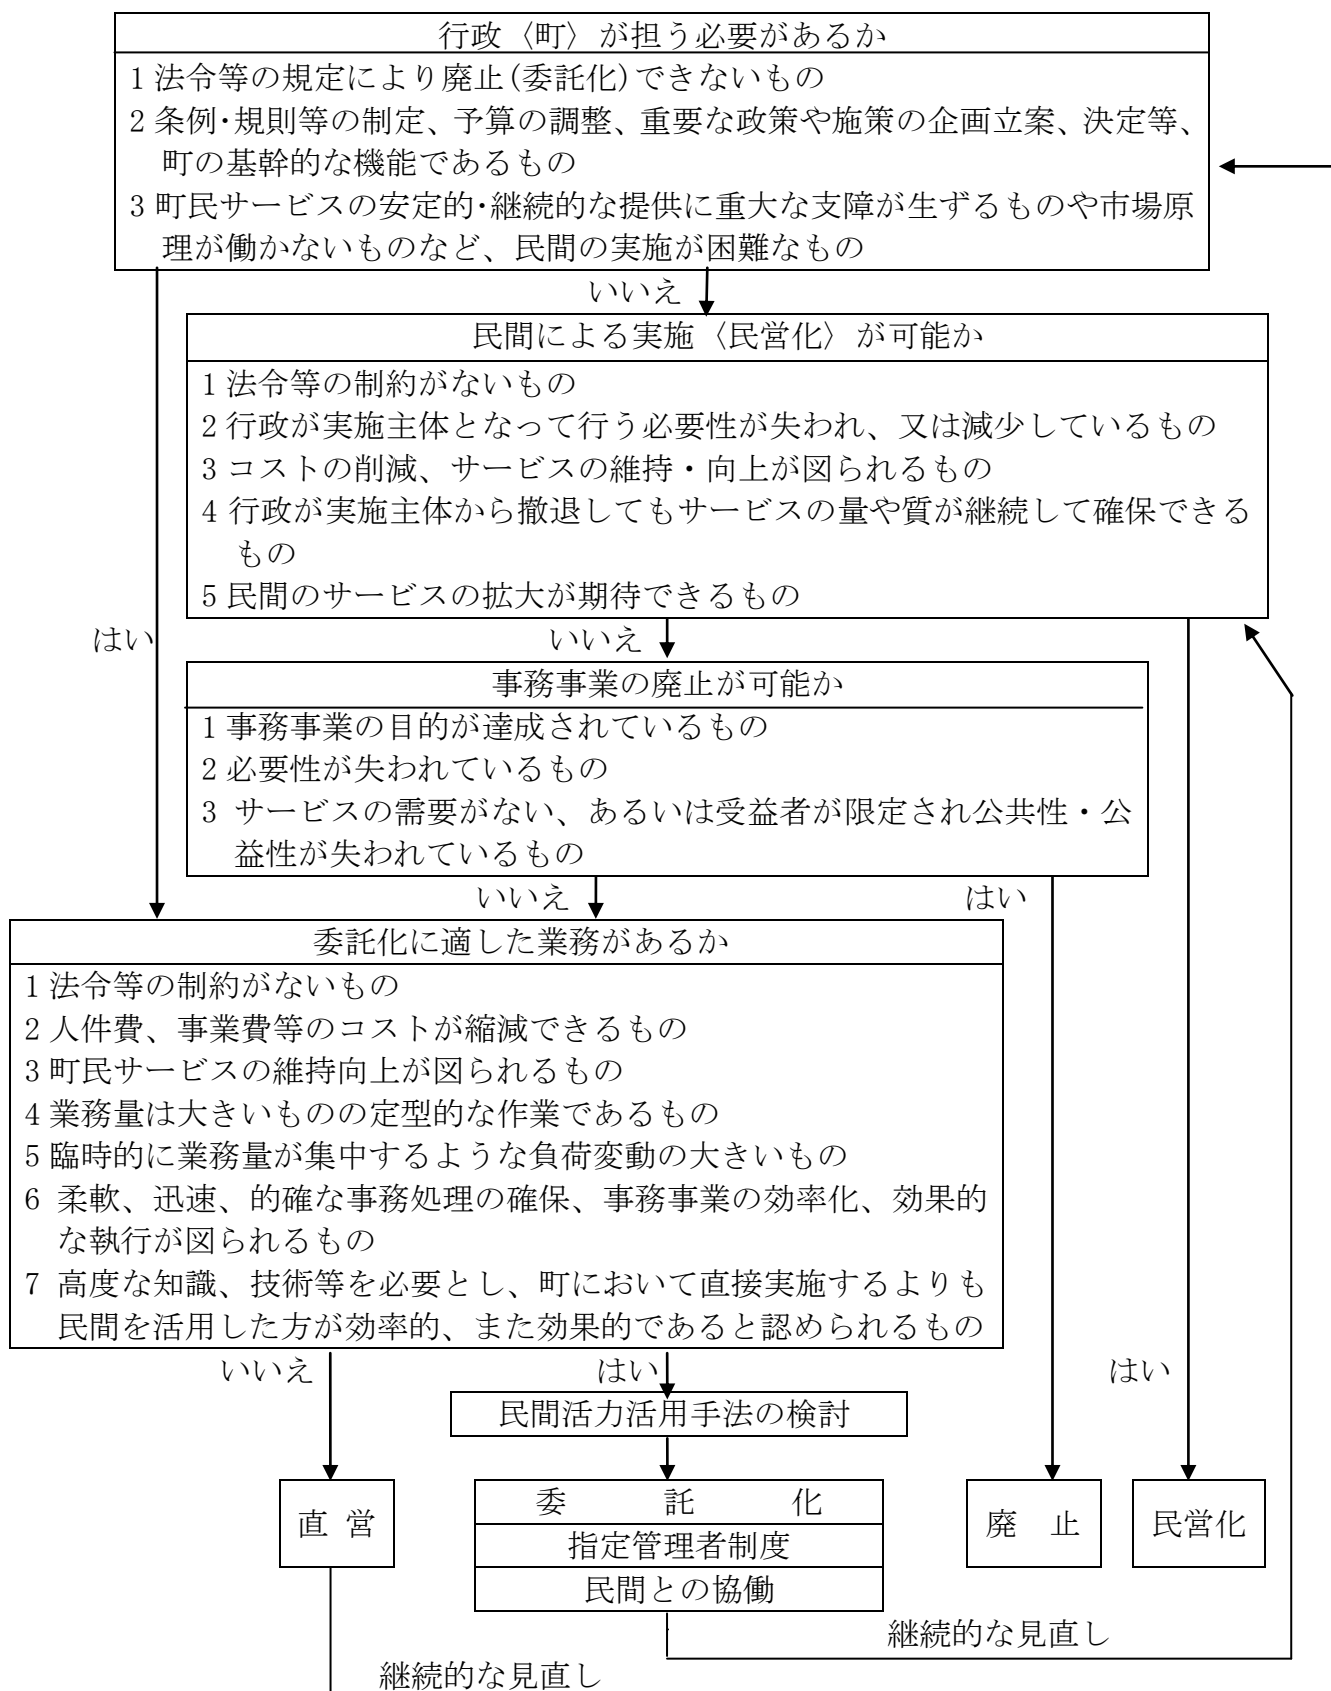 行政〈町〉が担う必要があるか
1 法令等の規定により廃止(委託化)できないもの
2 条例・規則等の制定、予算の調整、重要な政策や施策の企画立案、決定等、
町の基幹的な機能であるもの
3 町民サービスの安定的・継続的な提供に重大な支障が生ずるものや市場原
理が働かないものなど、民間の実施が困難なもの
いいえ
民間による実施〈民営化〉が可能か
1 法令等の制約がないもの
2 行政が実施主体となって行う必要性が失われ、又は減少しているもの
3 コストの削減、サービスの維持・向上が図られるもの
4 行政が実施主体から撤退してもサービスの量や質が継続して確保できる
もの
5 民間のサービスの拡大が期待できるもの
はい
いいえ
事務事業の廃止が可能か
1 事務事業の目的が達成されているもの
2 必要性が失われているもの
3 サービスの需要がない、あるいは受益者が限定され公共性・公
益性が失われているもの
いいえ
はい
委託化に適した業務があるか
1 法令等の制約がないもの
2 人件費、事業費等のコストが縮減できるもの
3 町民サービスの維持向上が図られるもの
4 業務量は大きいものの定型的な作業であるもの
5 臨時的に業務量が集中するような負荷変動の大きいもの
6 柔軟、迅速、的確な事務処理の確保、事務事業の効率化、効果的
な執行が図られるもの
7 高度な知識、技術等を必要とし、町において直接実施するよりも
民間を活用した方が効率的、また効果的であると認められるもの
いいえ
はい
はい
民間活力活用手法の検討
直 営
委 託 化
指定管理者制度
民間との協働
廃 止
民営化
継続的な見直し
継続的な見直し